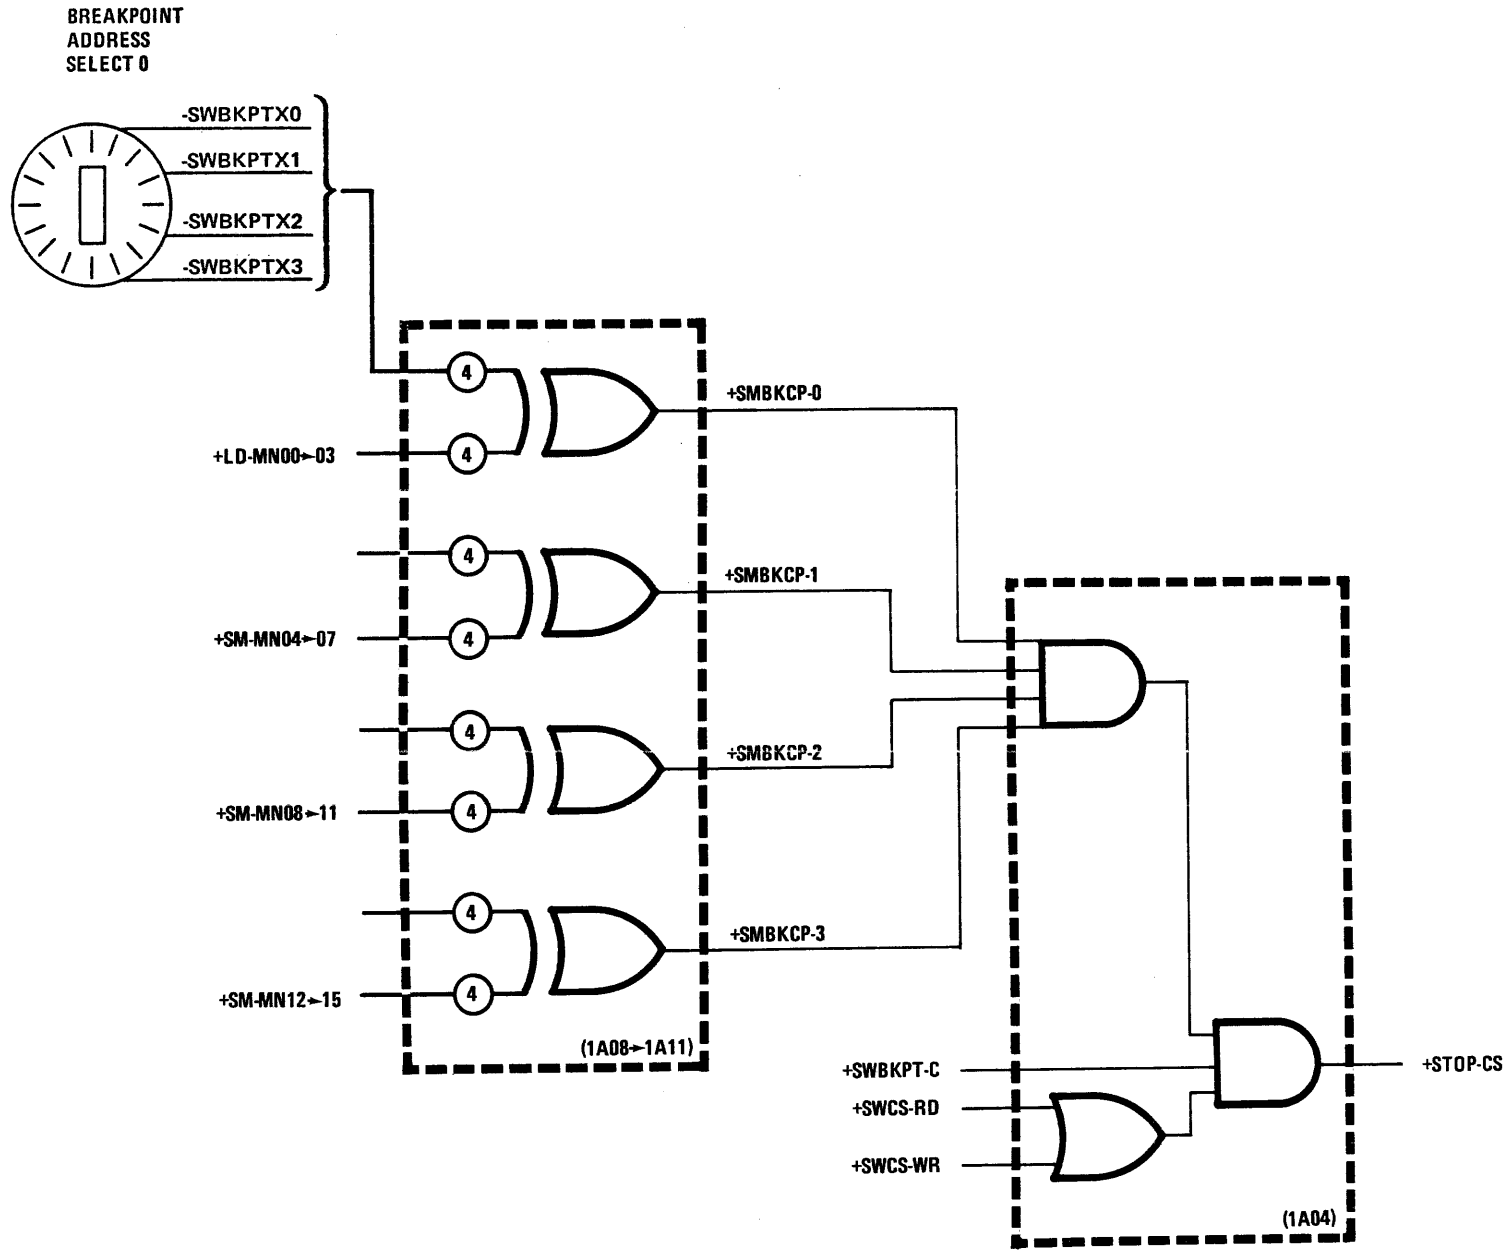 BREAKPOINT
ADDRESS
SELECT 0
-SWBKPTX0
-SWBKPTX1
-SWBKPTX2
-SWBKPTX3
4
+SMBKCP-0
4
+LD-MN00→03
4
+SMBKCP-1
4
+SM-MN04→07
4
+SMBKCP-2
4
+SM-MN08→11
4
+SMBKCP-3
4
+SM-MN12→15
(1A08→1A11)
+SWBKPT-C
+STOP-CS
+SWCS-RD
+SWCS-WR
(1A04)